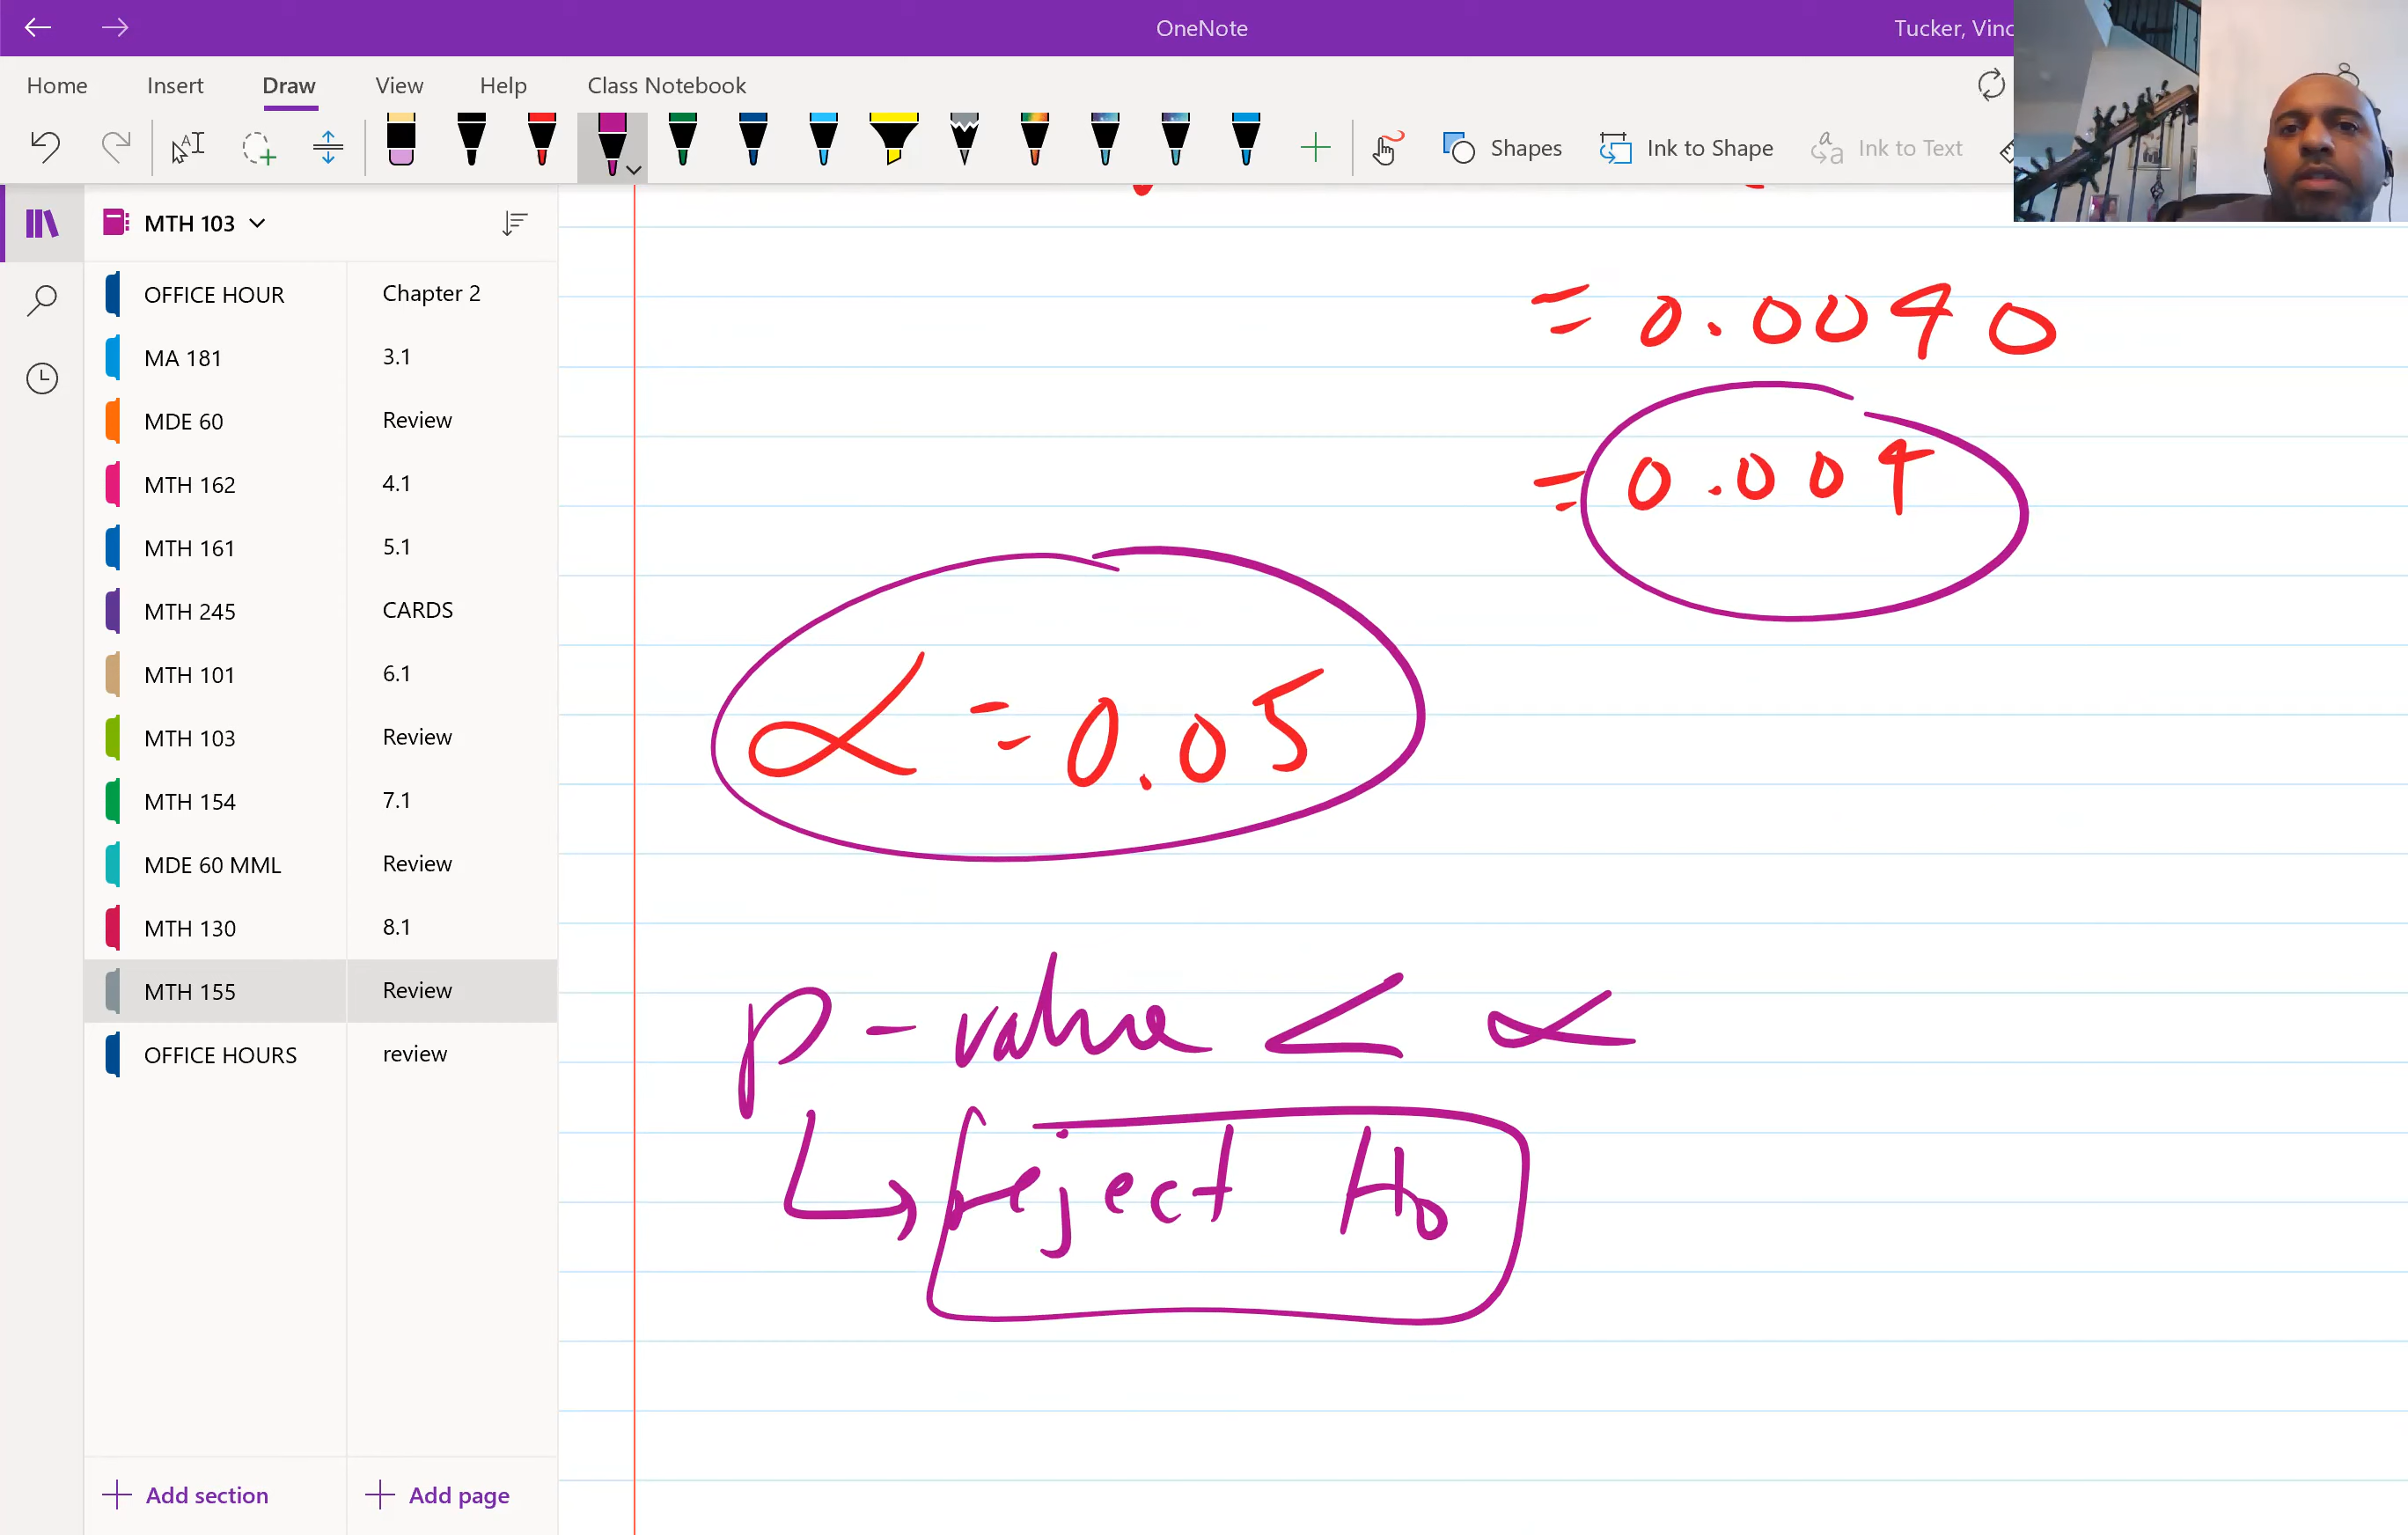 OneNote
Tucker, Vinc
Home Insert Draw View Help Class Notebook
Shapes Ink to Shape Ink to Text
MTH 103
OFFICE HOUR
MA 181
MDE 60
MTH 162
MTH 161
MTH 245
MTH 101
MTH 103
MTH 154
MDE 60 MML
MTH 130
MTH 155
OFFICE HOURS
Add section
Chapter 2
3.1
Review
4.1
5.1
CARDS
6.1
Review
7.1
Review
8.1
Review
review
Add page
= 0.0040
= 0.004
α = 0.05
p-value < α
↳ reject H₀